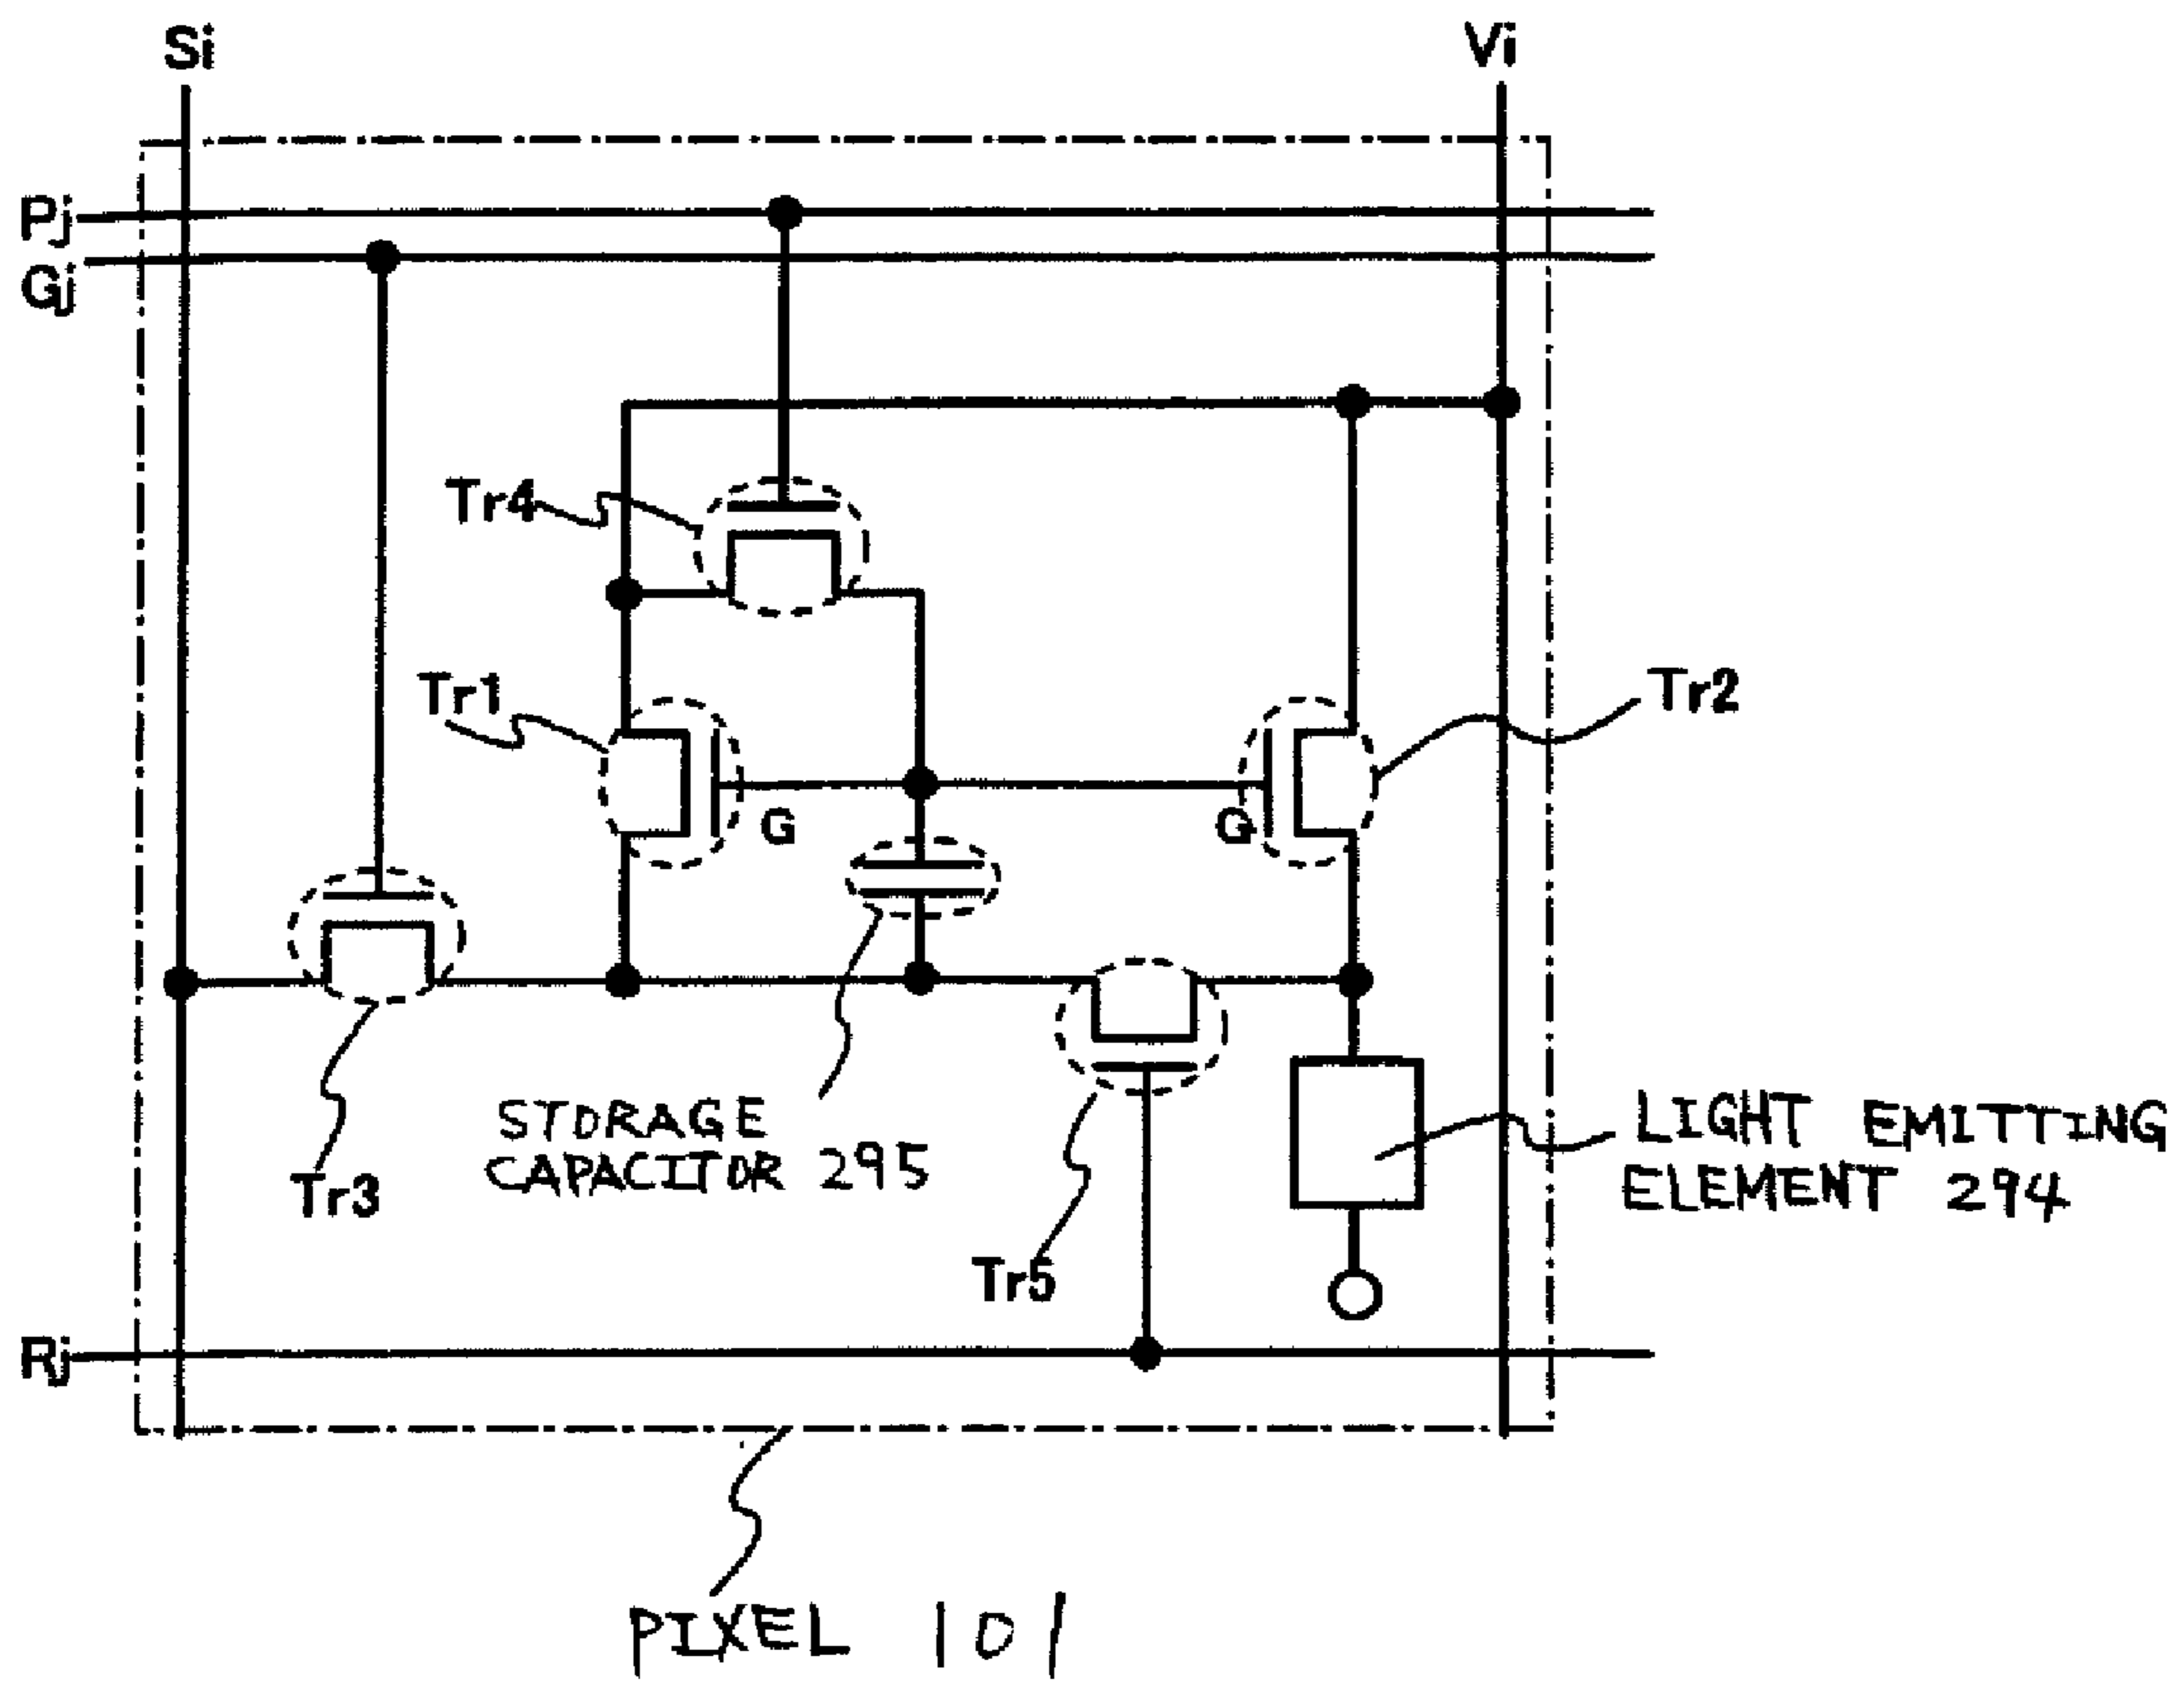 Si
Vi
Pj
Gj
Tr4
Tr1
Tr2
G
G
STORAGE
CAPACITOR 295
LIGHT EMITTING
ELEMENT 294
Tr3
Tr5
Rj
PIXEL 101